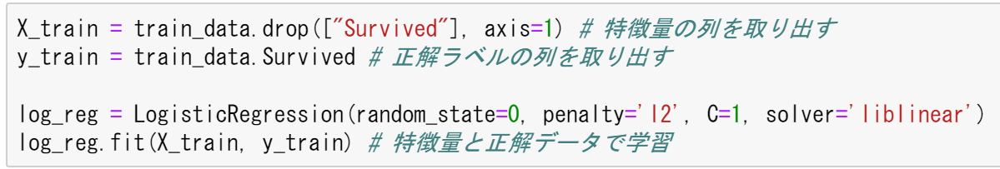 X_train = train_data.drop(["Survived"], axis=1) # 特徴量の列を取り出す
y_train = train_data.Survived # 正解ラベルの列を取り出す
log_reg = LogisticRegression(random_state=0, penalty='l2', C=1, solver='liblinear')
log_reg.fit(X_train, y_train) # 特徴量と正解データで学習